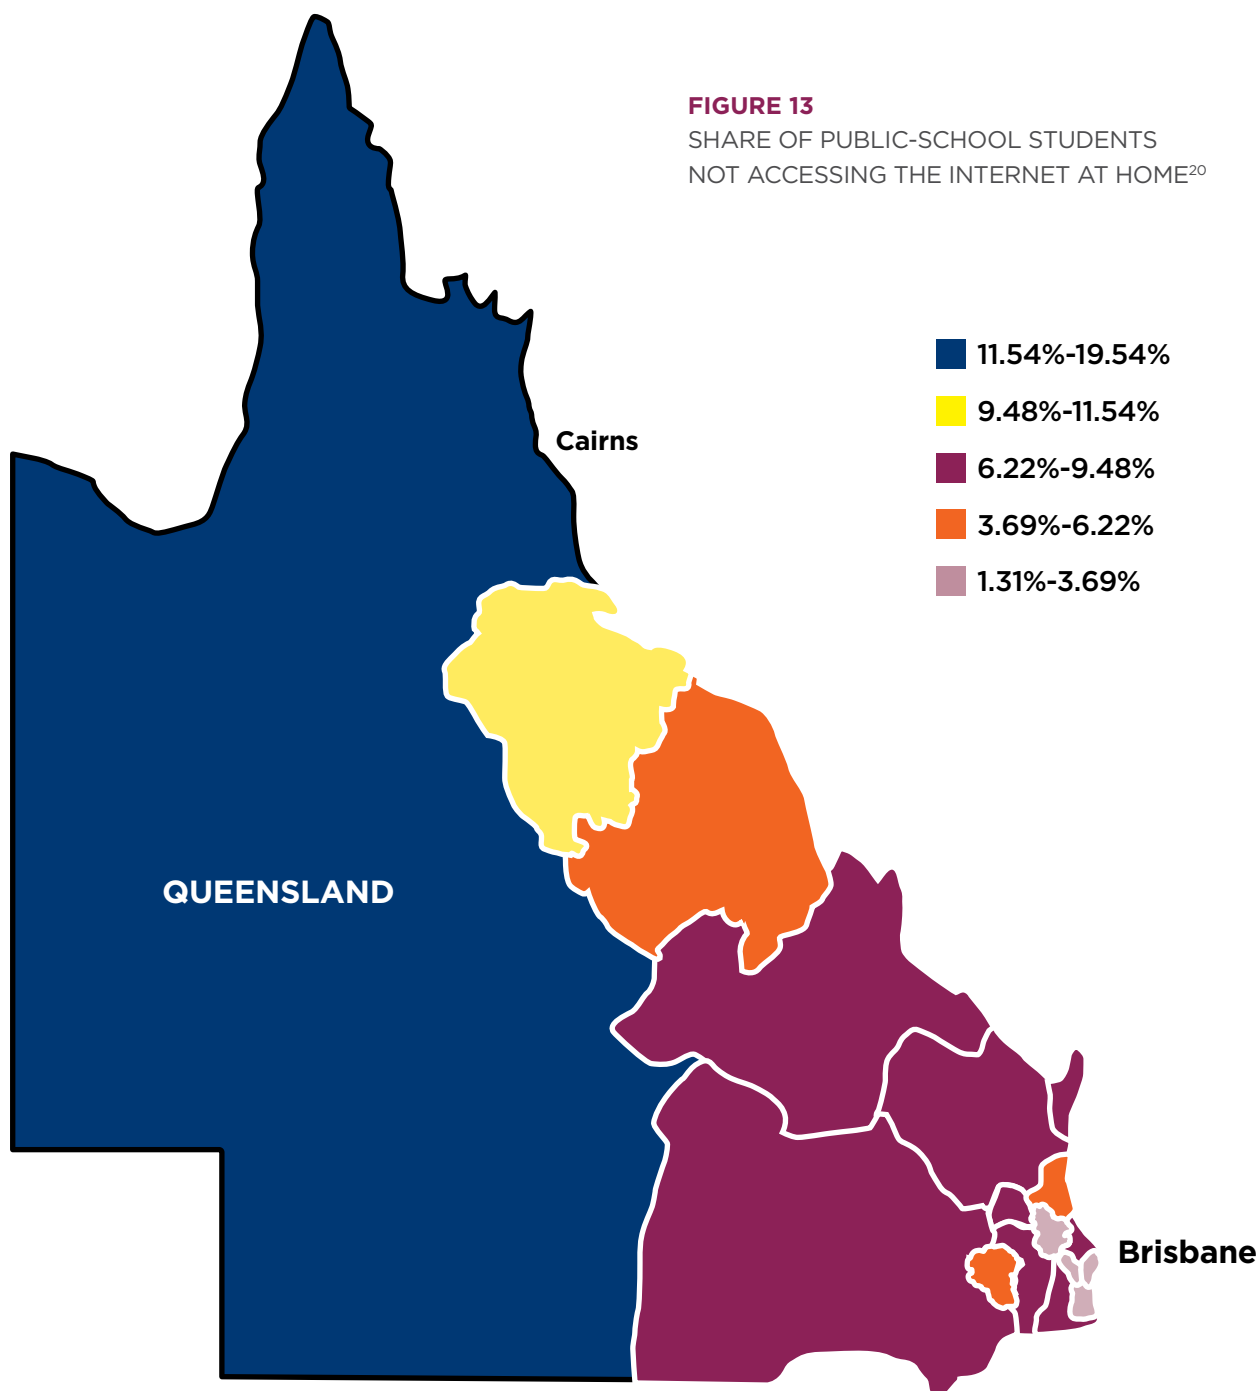 FIGURE 13
SHARE OF PUBLIC-SCHOOL STUDENTS
NOT ACCESSING THE INTERNET AT HOME20
11.54%-19.54%
9.48%-11.54%
6.22%-9.48%
3.69%-6.22%
1.31%-3.69%
Cairns
QUEENSLAND
Brisbane